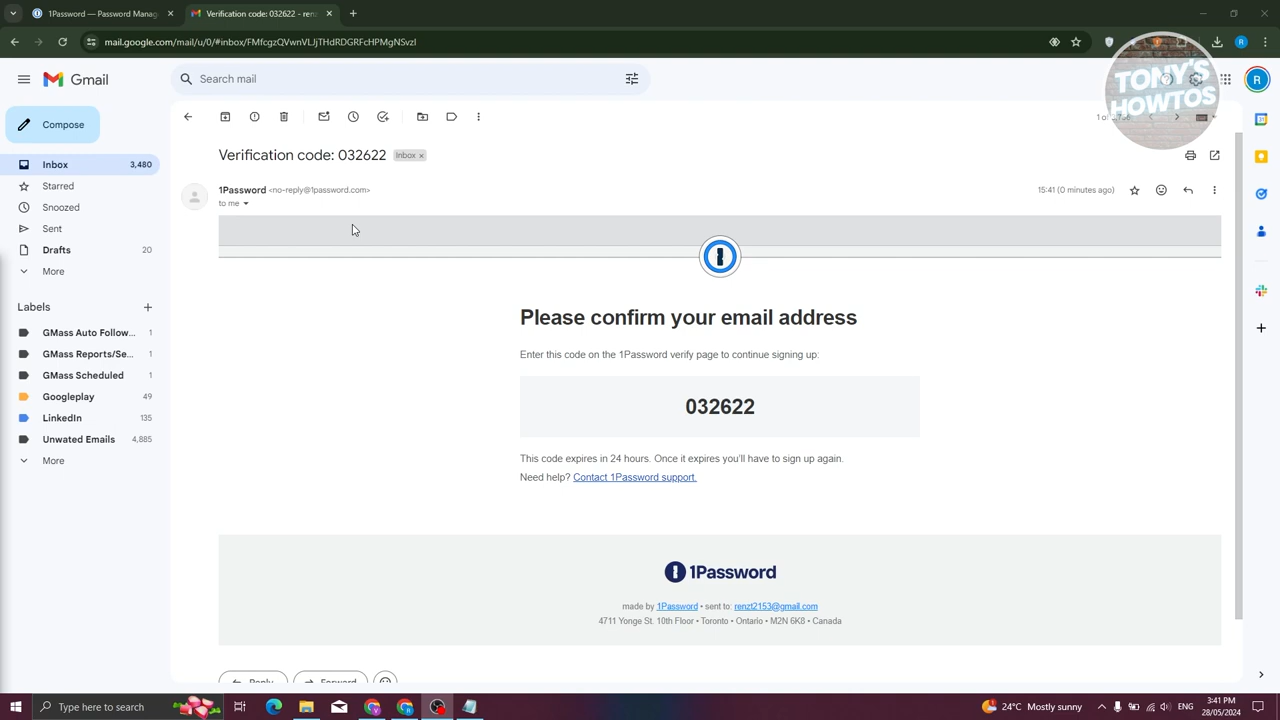 1Password — Password Manag
Verification code: 032622 - ren
mail.google.com/mail/u/0/#inbox/FMfcgzQVwnVLJjTHdRDGRFcHPMgNSvzl
R
Gmail
Search mail
R
TONY'S
HOWTOS
Compose
Inbox 3,480
Starred
Snoozed
Sent
Drafts 20
More
Labels
GMass Auto Follow... 1
GMass Reports/Se... 1
GMass Scheduled 1
Googleplay 49
LinkedIn 135
Unwated Emails 4,885
More
1 of
Verification code: 032622 Inbox x
1Password <no-reply@1password.com> 15:41 (0 minutes ago)
to me
Please confirm your email address
Enter this code on the 1Password verify page to continue signing up:
032622
This code expires in 24 hours. Once it expires you'll have to sign up again.
Need help? Contact 1Password support.
1Password
made by 1Password • sent to: renzt2153@gmail.com
4711 Yonge St. 10th Floor • Toronto • Ontario • M2N 6K8 • Canada
Reply Forward
Type here to search
24°C Mostly sunny
ENG
3:41 PM
28/05/2024